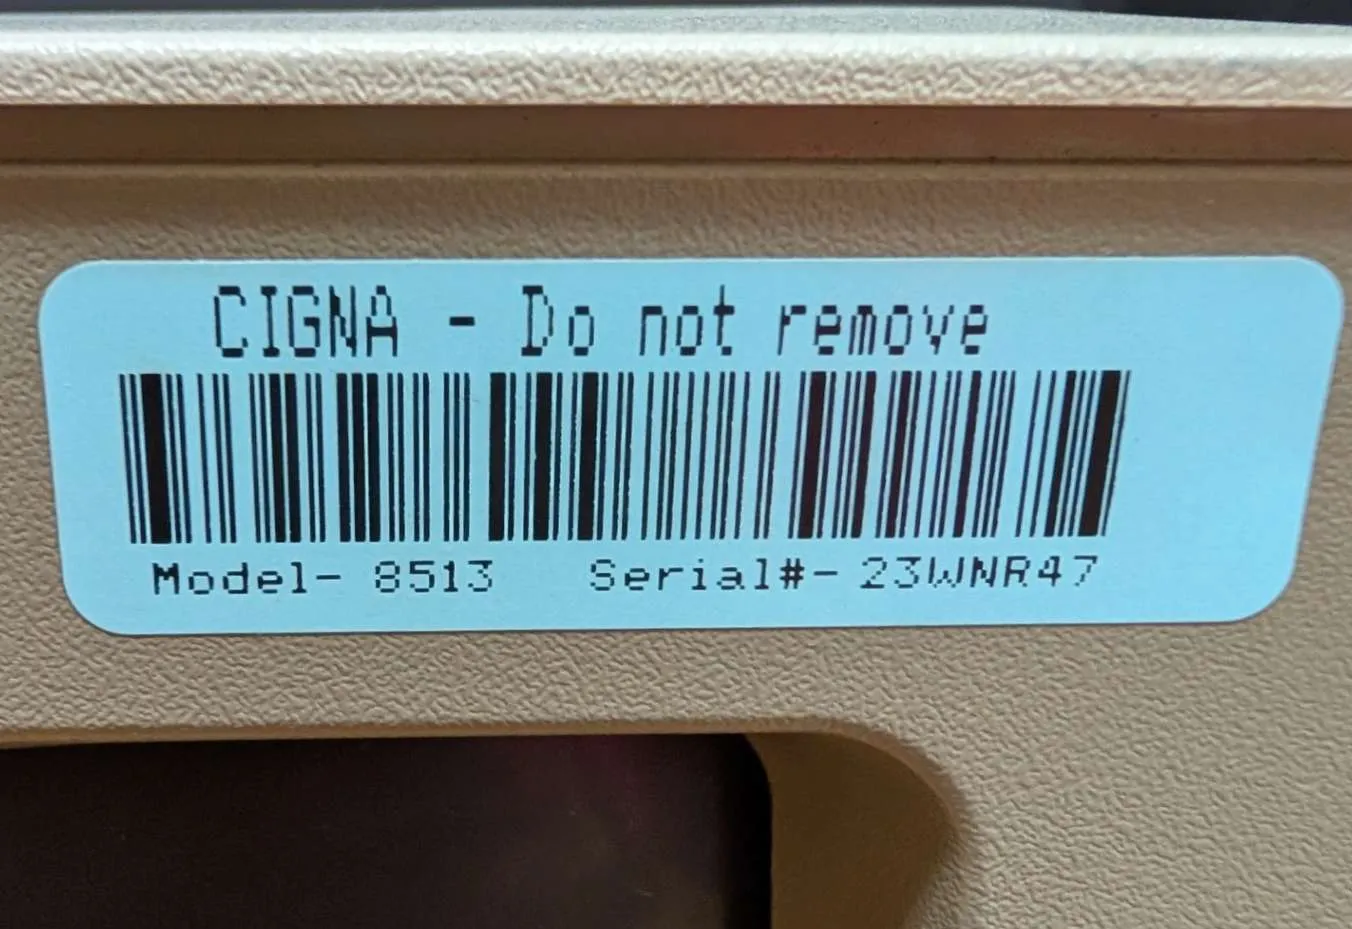 CIGNA - Do not remove
Model- 8513 Serial#- 23WNR47